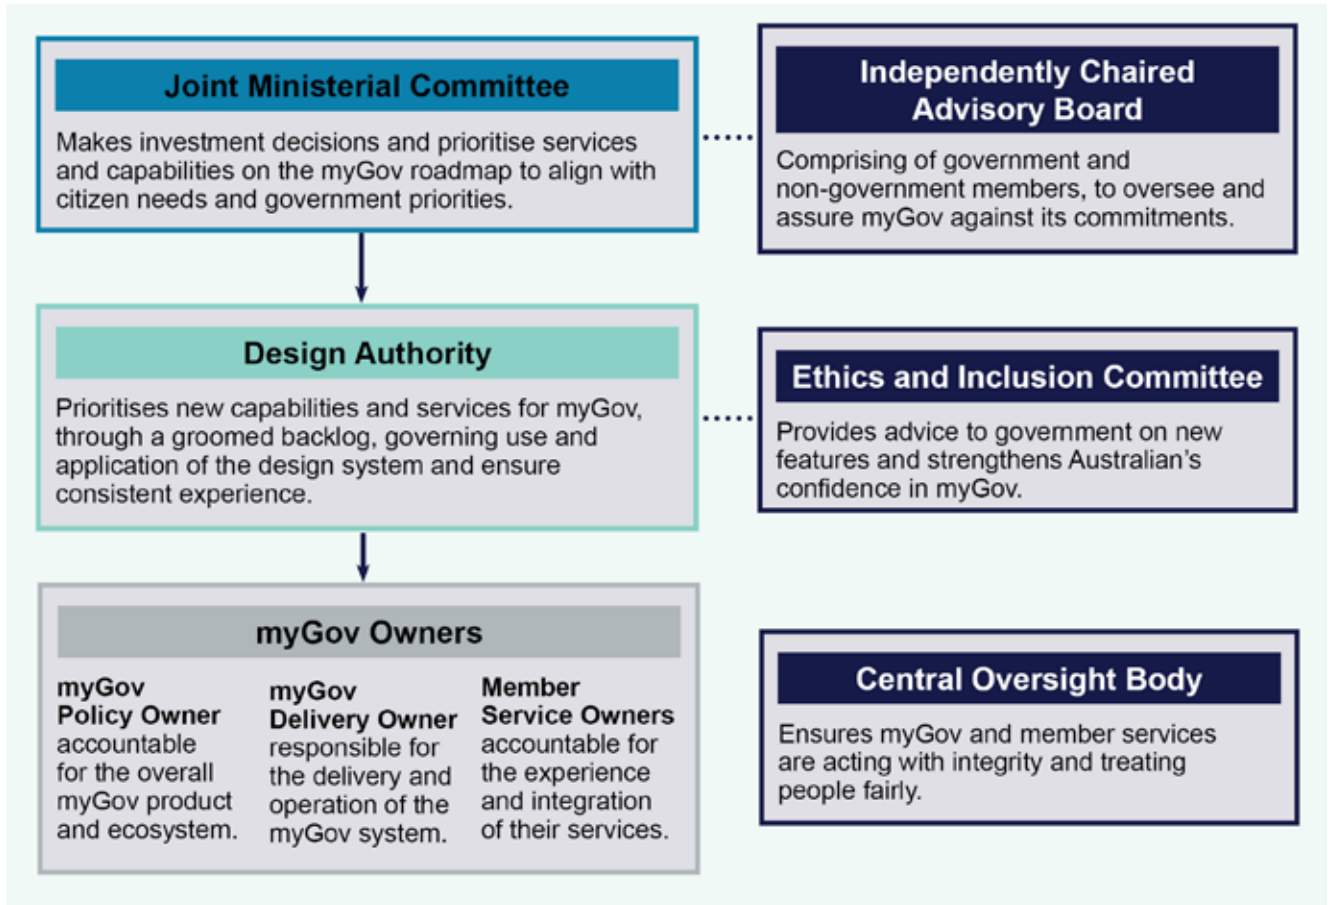 Joint Ministerial Committee
Makes investment decisions and prioritise services
and capabilities on the myGov roadmap to align with
citizen needs and government priorities.
Independently Chaired
Advisory Board
Comprising of government and
non-government members, to oversee and
assure myGov against its commitments.
Design Authority
Prioritises new capabilities and services for myGov,
through a groomed backlog, governing use and
application of the design system and ensure
consistent experience.
Ethics and Inclusion Committee
Provides advice to government on new
features and strengthens Australian's
confidence in myGov.
myGov Owners
myGov
Policy Owner
accountable
for the overall
myGov product
and ecosystem.
myGov
Delivery Owner
responsible for
the delivery and
operation of the
myGov system.
Member
Service Owners
accountable for
the experience
and integration
of their services.
Central Oversight Body
Ensures myGov and member services
are acting with integrity and treating
people fairly.